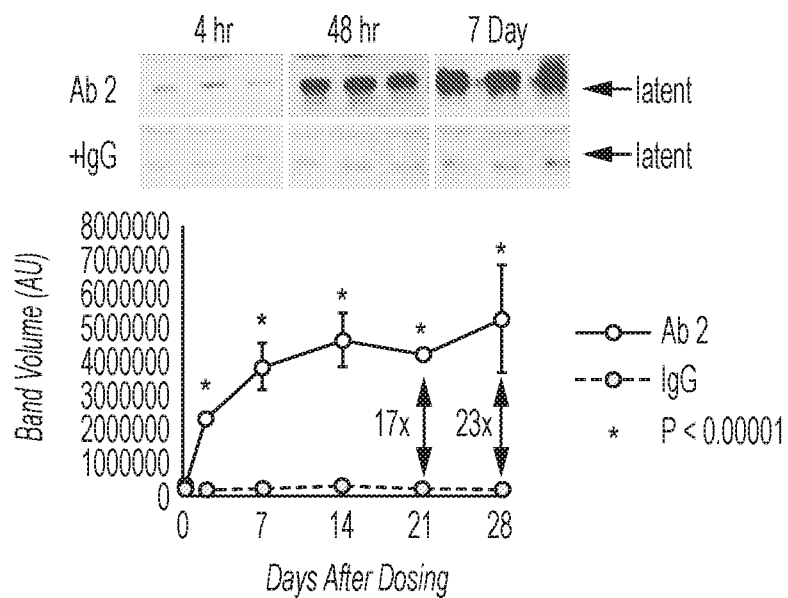 4 hr 48 hr 7 Day
Ab 2 latent
+IgG latent
Band Volume (AU)
8000000
7000000
6000000
5000000
4000000
3000000
2000000
1000000
0
* * * * *
17x 23x
Ab 2
IgG
* P < 0.00001
0 7 14 21 28
Days After Dosing